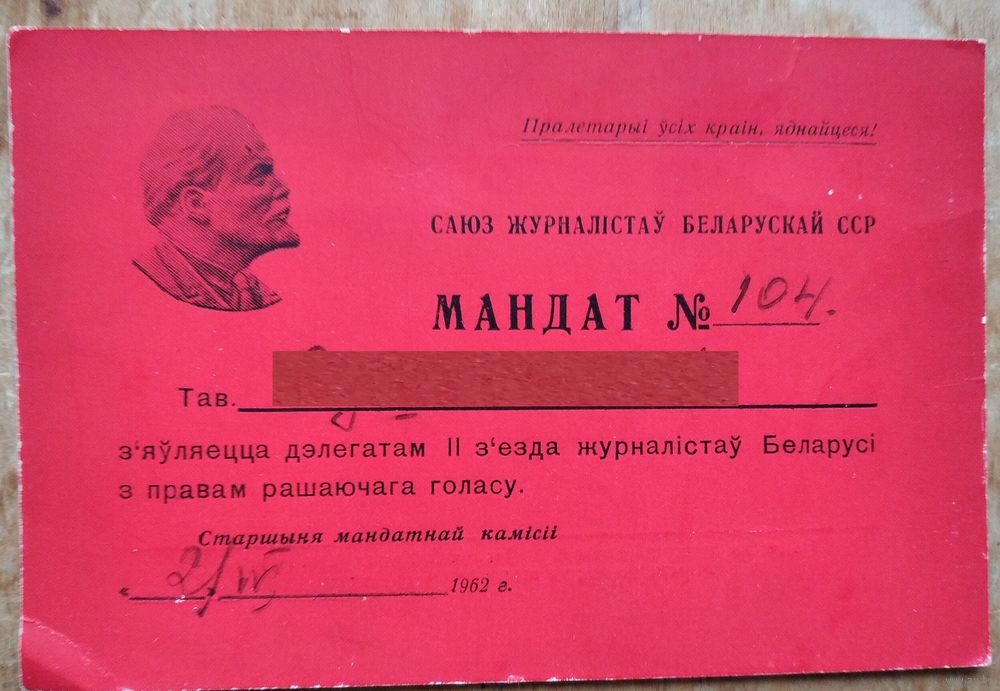 Пралетарыі ўсіх краін, яднайцеся!
САЮЗ ЖУРНАЛІСТАЎ БЕЛАРУСКАЙ ССР
МАНДАТ № 104.
Тав.
з‘яўляецца дэлегатам II з‘езда журналістаў Беларусі
з правам рашаючага голасу.
Старшыня мандатнай камісіі
1962 г.